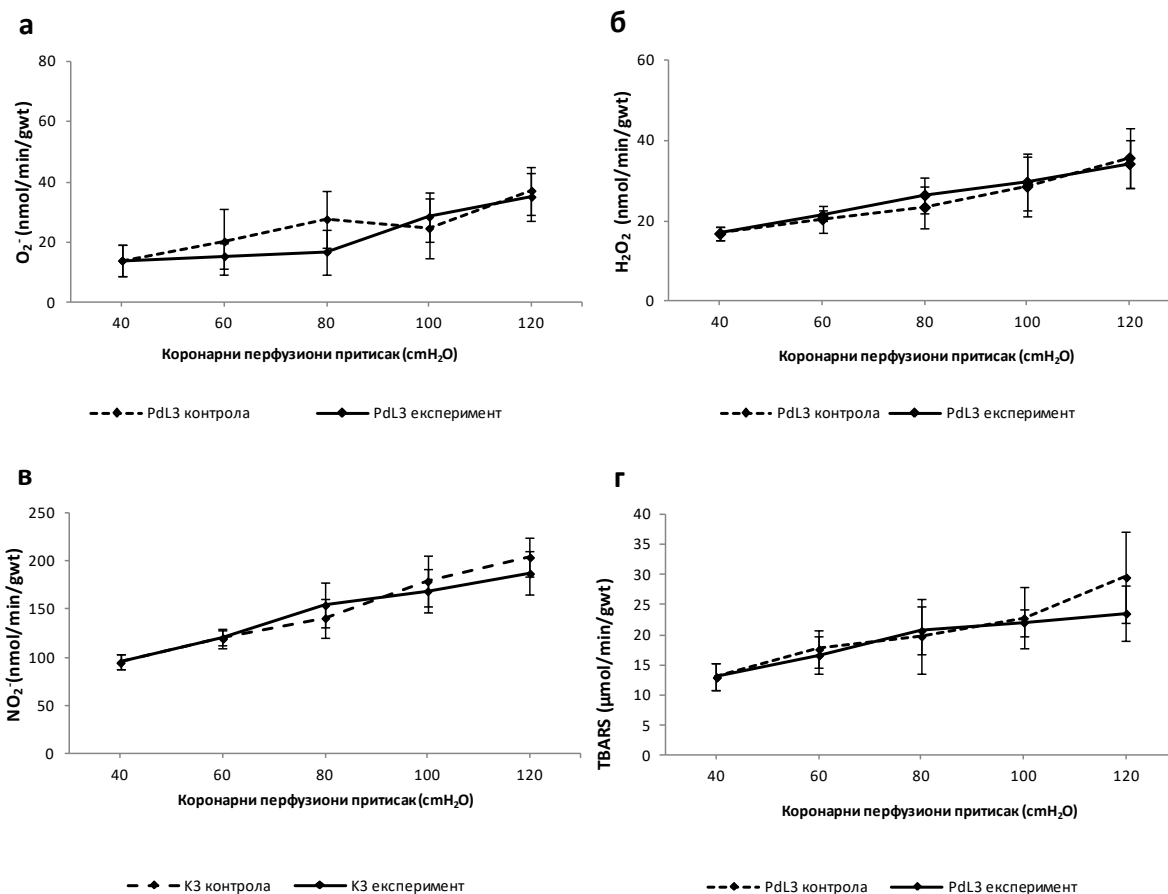 а
O₂⁻ (nmol/min/gwt)
80
60
40
20
0
40 60 80 100 120
Коронарни перфузиони притисак (cmH₂O)
PdL3 контрола PdL3 експеримент
б
H₂O₂ (nmol/min/gwt)
60
40
20
0
40 60 80 100 120
Коронарни перфузиони притисак (cmH₂O)
PdL3 контрола PdL3 експеримент
в
NO₂⁻ (nmol/min/gwt)
250
200
150
100
50
0
40 60 80 100 120
Коронарни перфузиони притисак (cmH₂O)
К3 контрола К3 експеримент
г
TBARS (µmol/min/gwt)
40
35
30
25
20
15
10
5
0
40 60 80 100 120
Коронарни перфузиони притисак (cmH₂O)
PdL3 контрола PdL3 експеримент